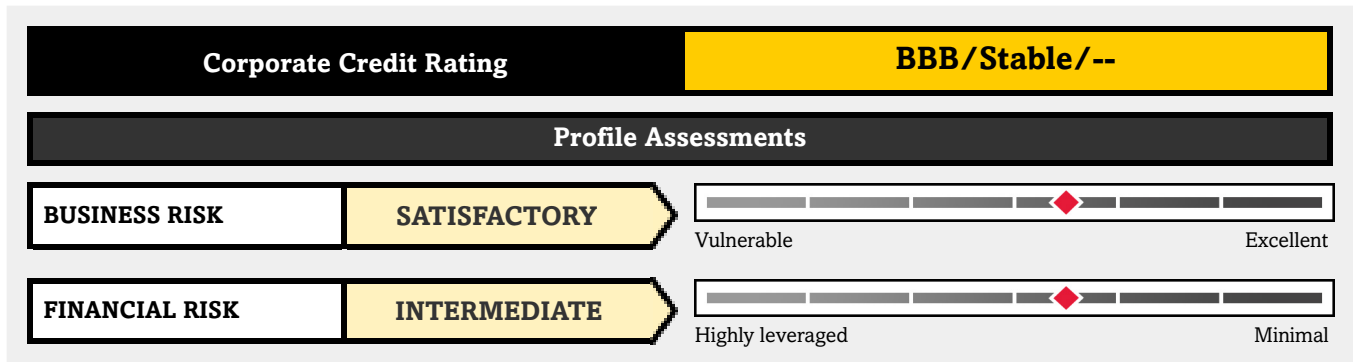 Corporate Credit Rating BBB/Stable/--
Profile Assessments
BUSINESS RISK SATISFACTORY
Vulnerable Excellent
FINANCIAL RISK INTERMEDIATE
Highly leveraged Minimal